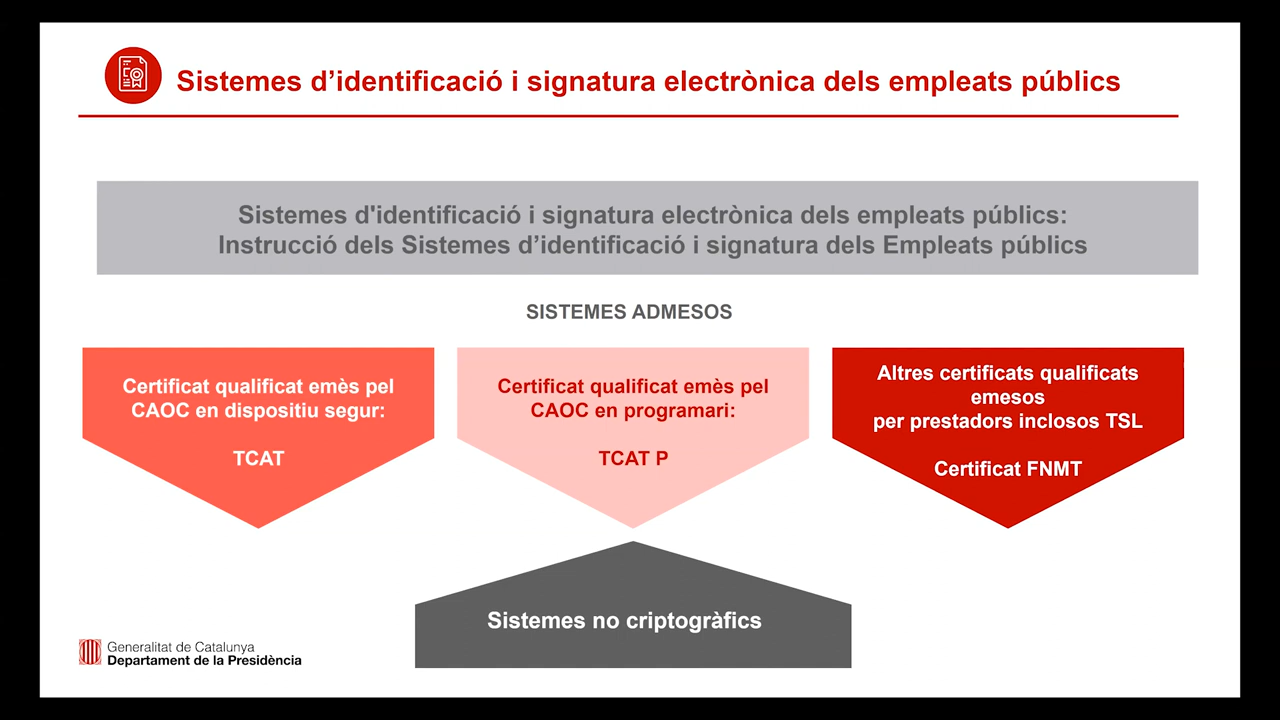 Sistemes d’identificació i signatura electrònica dels empleats públics
Sistemes d'identificació i signatura electrònica dels empleats públics:
Instrucció dels Sistemes d’identificació i signatura dels Empleats públics
SISTEMES ADMESOS
Certificat qualificat emès pel
CAOC en dispositiu segur:
TCAT
Certificat qualificat emès pel
CAOC en programari:
TCAT P
Altres certificats qualificats
emesos
per prestadors inclosos TSL
Certificat FNMT
Sistemes no criptogràfics
Generalitat de Catalunya
Departament de la Presidència